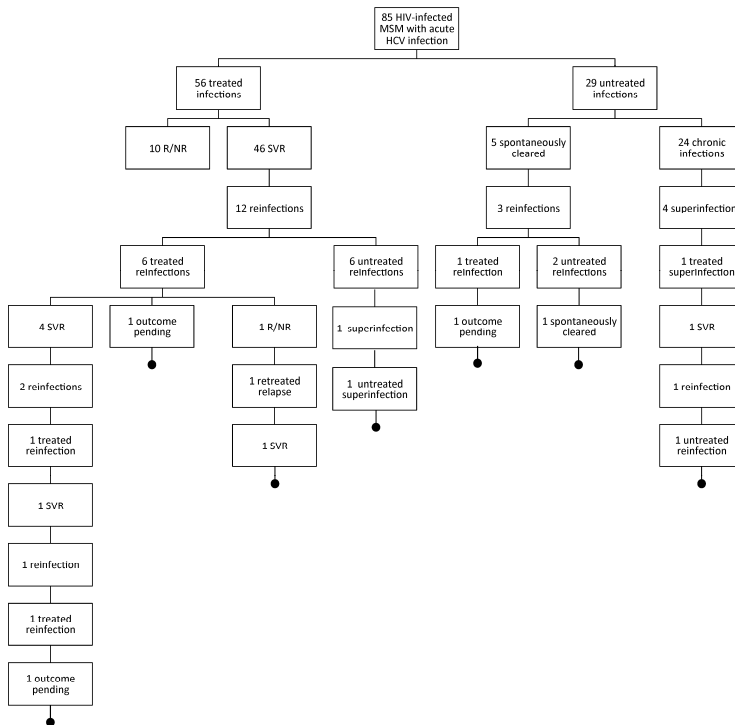 85 HIV-infected
MSM with acute
HCV infection
56 treated
infections
29 untreated
infections
10 R/NR
46 SVR
5 spontaneously
cleared
24 chronic
infections
12 reinfections
3 reinfections
4 superinfection
6 treated
reinfections
6 untreated
reinfections
1 treated
reinfection
2 untreated
reinfections
1 treated
superinfection
4 SVR
1 outcome
pending
1 R/NR
1 superinfection
1 outcome
pending
1 spontaneously
cleared
1 SVR
2 reinfections
1 retreated
relapse
1 untreated
superinfection
1 reinfection
1 treated
reinfection
1 SVR
1 untreated
reinfection
1 SVR
1 reinfection
1 treated
reinfection
1 outcome
pending